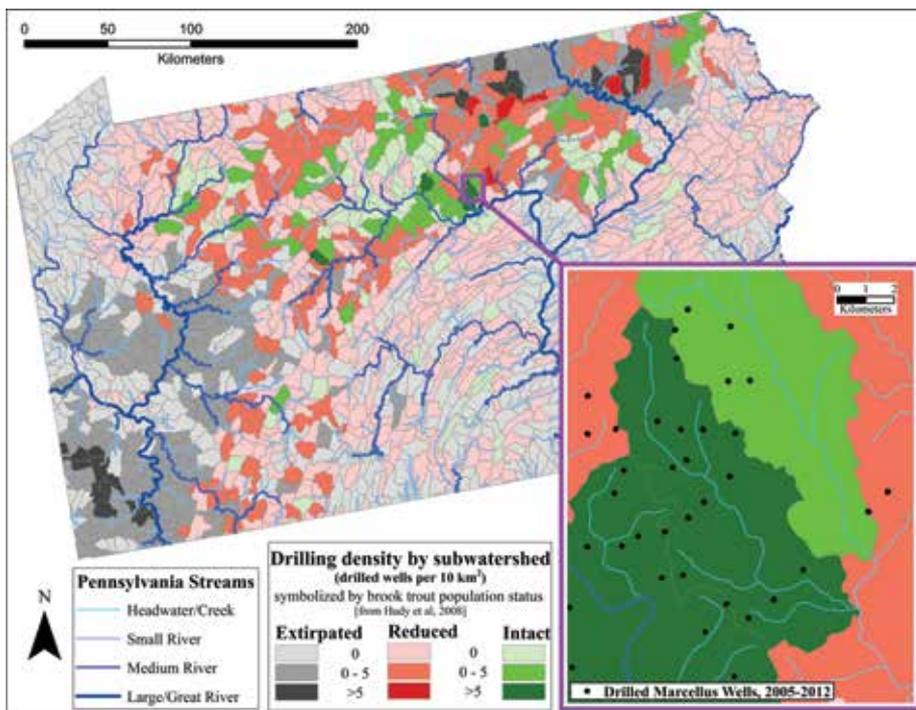 0 50 100 200
Kilometers
0 1 2
Kilometers
N
Pennsylvania Streams
Headwater/Creek
Small River
Medium River
Large/Great River
Drilling density by subwatershed
(drilled wells per 10 km²)
symbolized by brook trout population status
[from Hudy et al, 2008]
Extirpated Reduced Intact
0 0
0 - 5 0 - 5
>5 >5
Drilled Marcellus Wells, 2005-2012